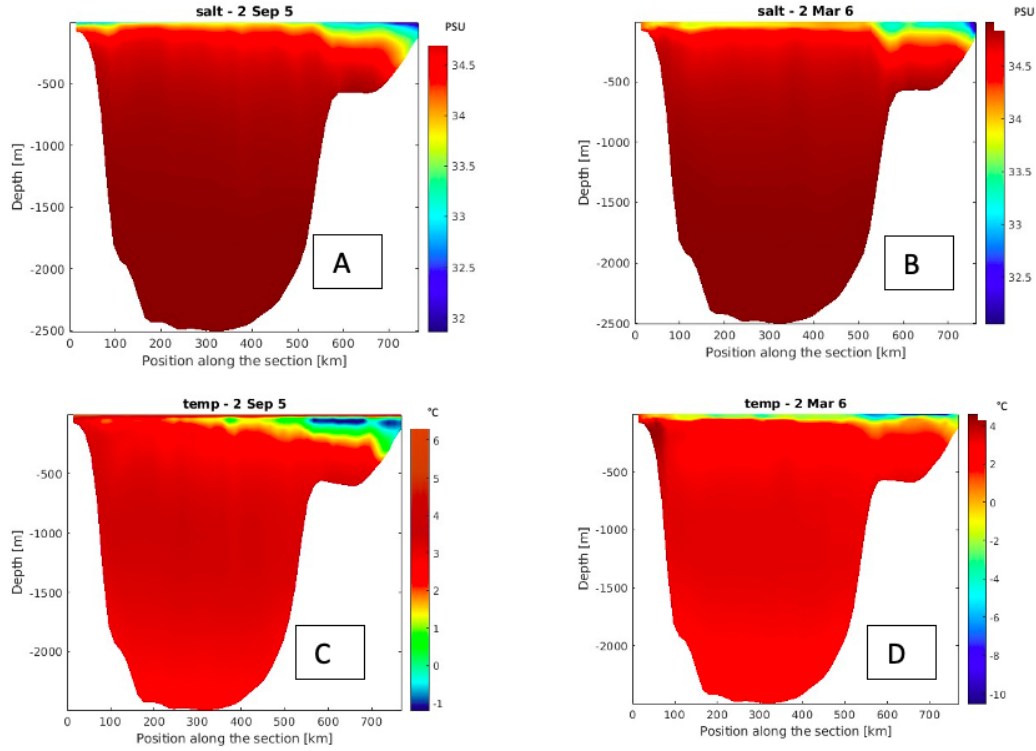 salt - 2 Sep 5
PSU
34.5
34
33.5
33
32.5
32
-500
-1000
-1500
-2000
-2500
Depth [m]
0 100 200 300 400 500 600 700
Position along the section [km]
A
salt - 2 Mar 6
PSU
34.5
34
33.5
33
32.5
-500
-1000
-1500
-2000
-2500
Depth [m]
0 100 200 300 400 500 600 700
Position along the section [km]
B
temp - 2 Sep 5
°C
6
5
4
3
2
1
0
-1
-500
-1000
-1500
-2000
Depth [m]
0 100 200 300 400 500 600 700
Position along the section [km]
C
temp - 2 Mar 6
°C
4
2
0
-2
-4
-6
-8
-10
-500
-1000
-1500
-2000
Depth [m]
0 100 200 300 400 500 600 700
Position along the section [km]
D